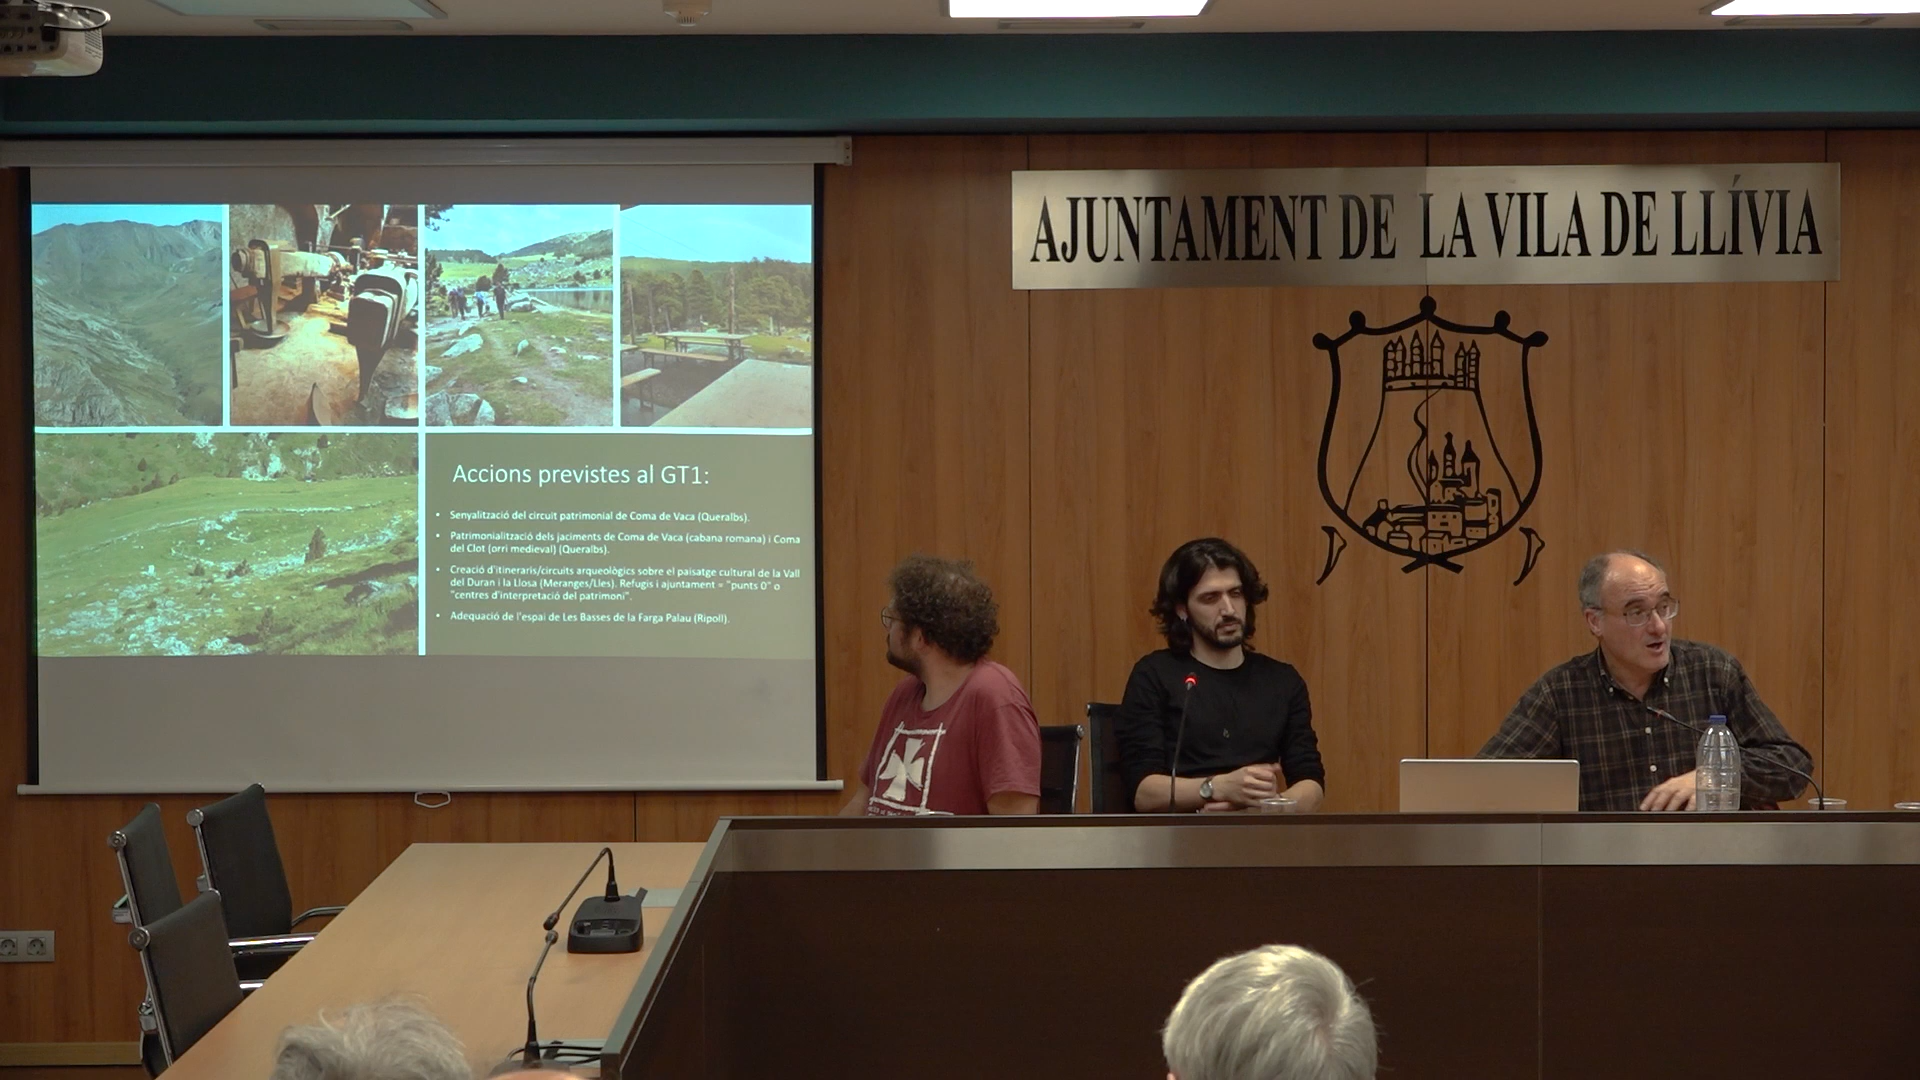 AJUNTAMENT DE LA VILA DE LLÍVIA
Accions previstes al GT1:
• Senyalització del circuit patrimonial de Coma de Vaca (Queralbs).
• Patrimonialització dels jaciments de Coma de Vaca (cabana romana) i Coma
del Clot (orri medieval) (Queralbs).
• Creació d'itineraris/circuits arqueològics sobre el paisatge cultural de la Vall
del Duran i la Llosa (Meranges/Lles). Refugis i ajuntament = "punts 0" o
"centres d'interpretació del patrimoni".
• Adequació de l'espai de Les Basses de la Farga Palau (Ripoll).